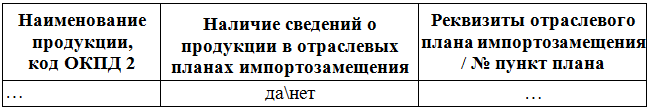 Наименование
продукции,
код ОКПД 2
Наличие сведений о
продукции в отраслевых
планах импортозамещения
Реквизиты отраслевого
плана импортозамещения
/ № пункт плана
…
да\нет
…